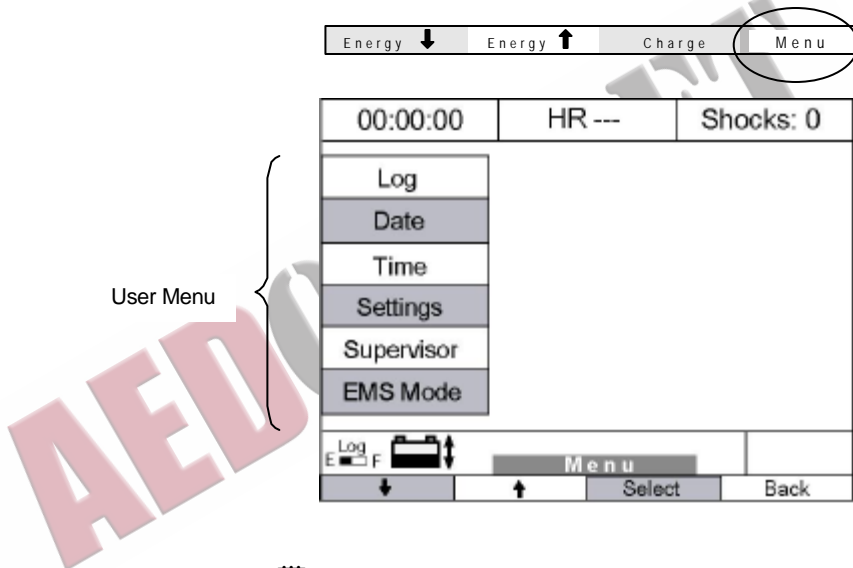 Energy ↓ Energy ↑ Charge Menu
00:00:00 HR --- Shocks: 0
Log
Date
Time
Settings
Supervisor
EMS Mode
User Menu
E Log F
Menu
↓ ↑ Select Back